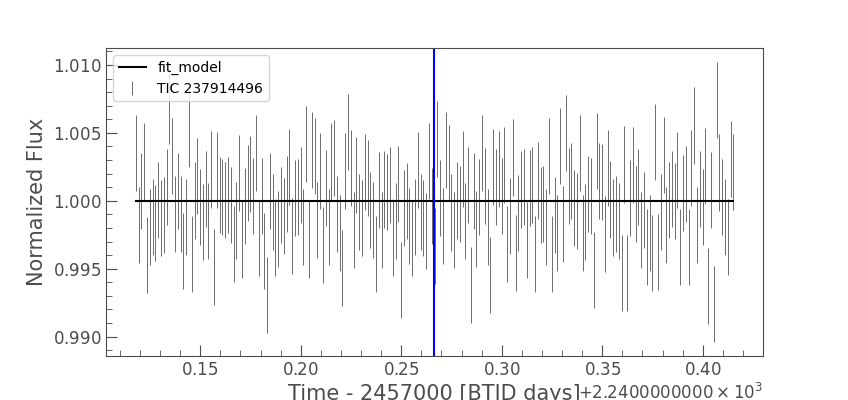 1.010
1.005
1.000
0.995
0.990
Normalized Flux
fit_model
TIC 237914496
0.15 0.20 0.25 0.30 0.35 0.40
Time - 2457000 [BTJD days]
+2.2400000000 × 10³